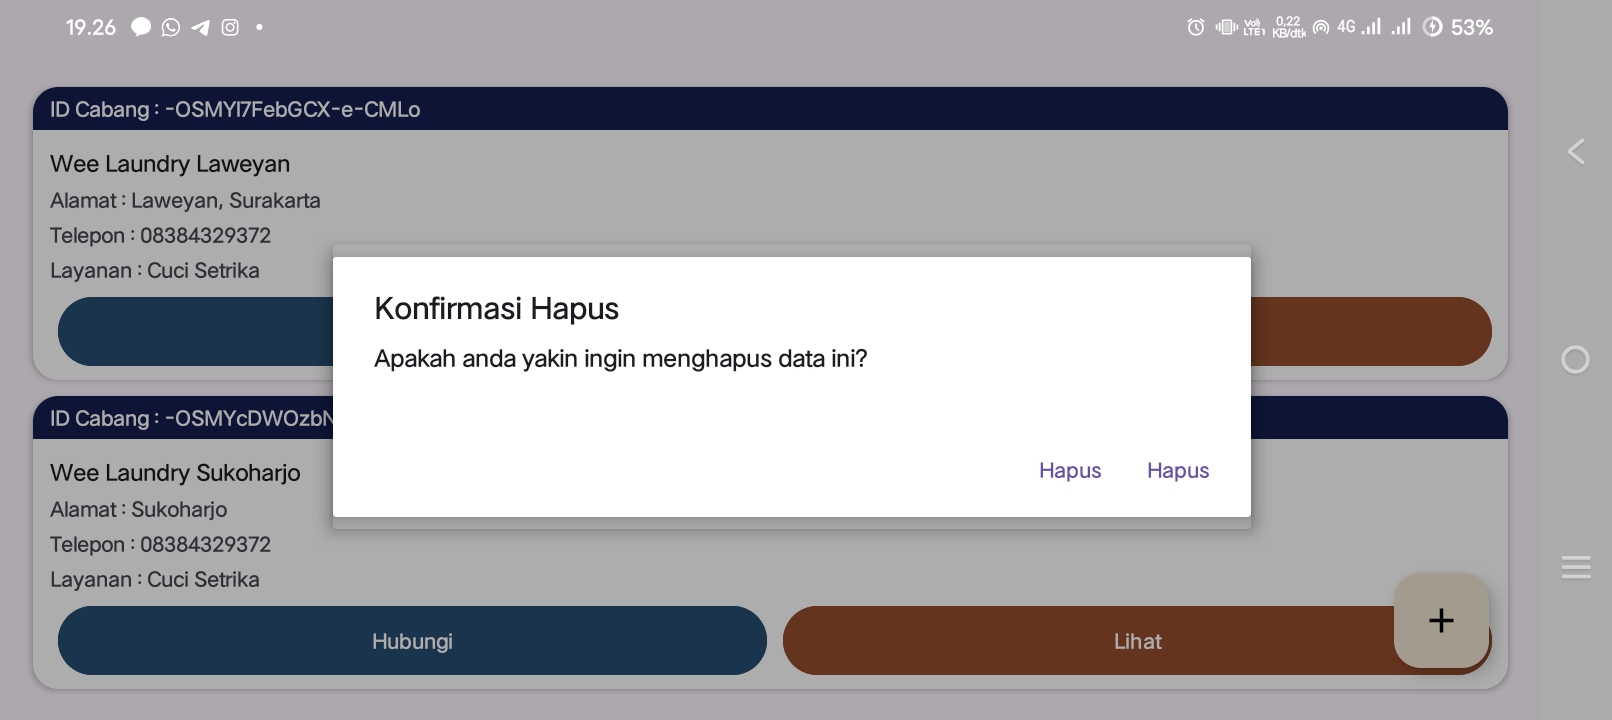 19.26
Vo))
LTE1
0,22
KB/dtk
4G
53%
ID Cabang : -OSMYI7FebGCX-e-CMLo
Wee Laundry Laweyan
Alamat : Laweyan, Surakarta
Telepon : 08384329372
Layanan : Cuci Setrika
Konfirmasi Hapus
Apakah anda yakin ingin menghapus data ini?
Hapus Hapus
ID Cabang : -OSMYcDWOzbN
Wee Laundry Sukoharjo
Alamat : Sukoharjo
Telepon : 08384329372
Layanan : Cuci Setrika
Hubungi Lihat